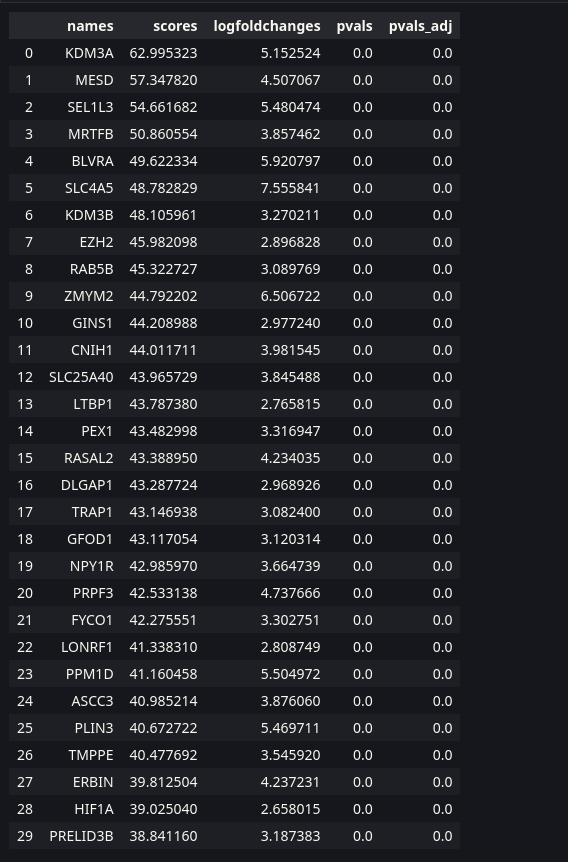 names scores logfoldchanges pvals pvals_adj
0 KDM3A 62.995323 5.152524 0.0 0.0
1 MESD 57.347820 4.507067 0.0 0.0
2 SEL1L3 54.661682 5.480474 0.0 0.0
3 MRTFB 50.860554 3.857462 0.0 0.0
4 BLVRA 49.622334 5.920797 0.0 0.0
5 SLC4A5 48.782829 7.555841 0.0 0.0
6 KDM3B 48.105961 3.270211 0.0 0.0
7 EZH2 45.982098 2.896828 0.0 0.0
8 RAB5B 45.322727 3.089769 0.0 0.0
9 ZMYM2 44.792202 6.506722 0.0 0.0
10 GINS1 44.208988 2.977240 0.0 0.0
11 CNIH1 44.011711 3.981545 0.0 0.0
12 SLC25A40 43.965729 3.845488 0.0 0.0
13 LTBP1 43.787380 2.765815 0.0 0.0
14 PEX1 43.482998 3.316947 0.0 0.0
15 RASAL2 43.388950 4.234035 0.0 0.0
16 DLGAP1 43.287724 2.968926 0.0 0.0
17 TRAP1 43.146938 3.082400 0.0 0.0
18 GFOD1 43.117054 3.120314 0.0 0.0
19 NPY1R 42.985970 3.664739 0.0 0.0
20 PRPF3 42.533138 4.737666 0.0 0.0
21 FYCO1 42.275551 3.302751 0.0 0.0
22 LONRF1 41.338310 2.808749 0.0 0.0
23 PPM1D 41.160458 5.504972 0.0 0.0
24 ASCC3 40.985214 3.876060 0.0 0.0
25 PLIN3 40.672722 5.469711 0.0 0.0
26 TMPPE 40.477692 3.545920 0.0 0.0
27 ERBIN 39.812504 4.237231 0.0 0.0
28 HIF1A 39.025040 2.658015 0.0 0.0
29 PRELID3B 38.841160 3.187383 0.0 0.0